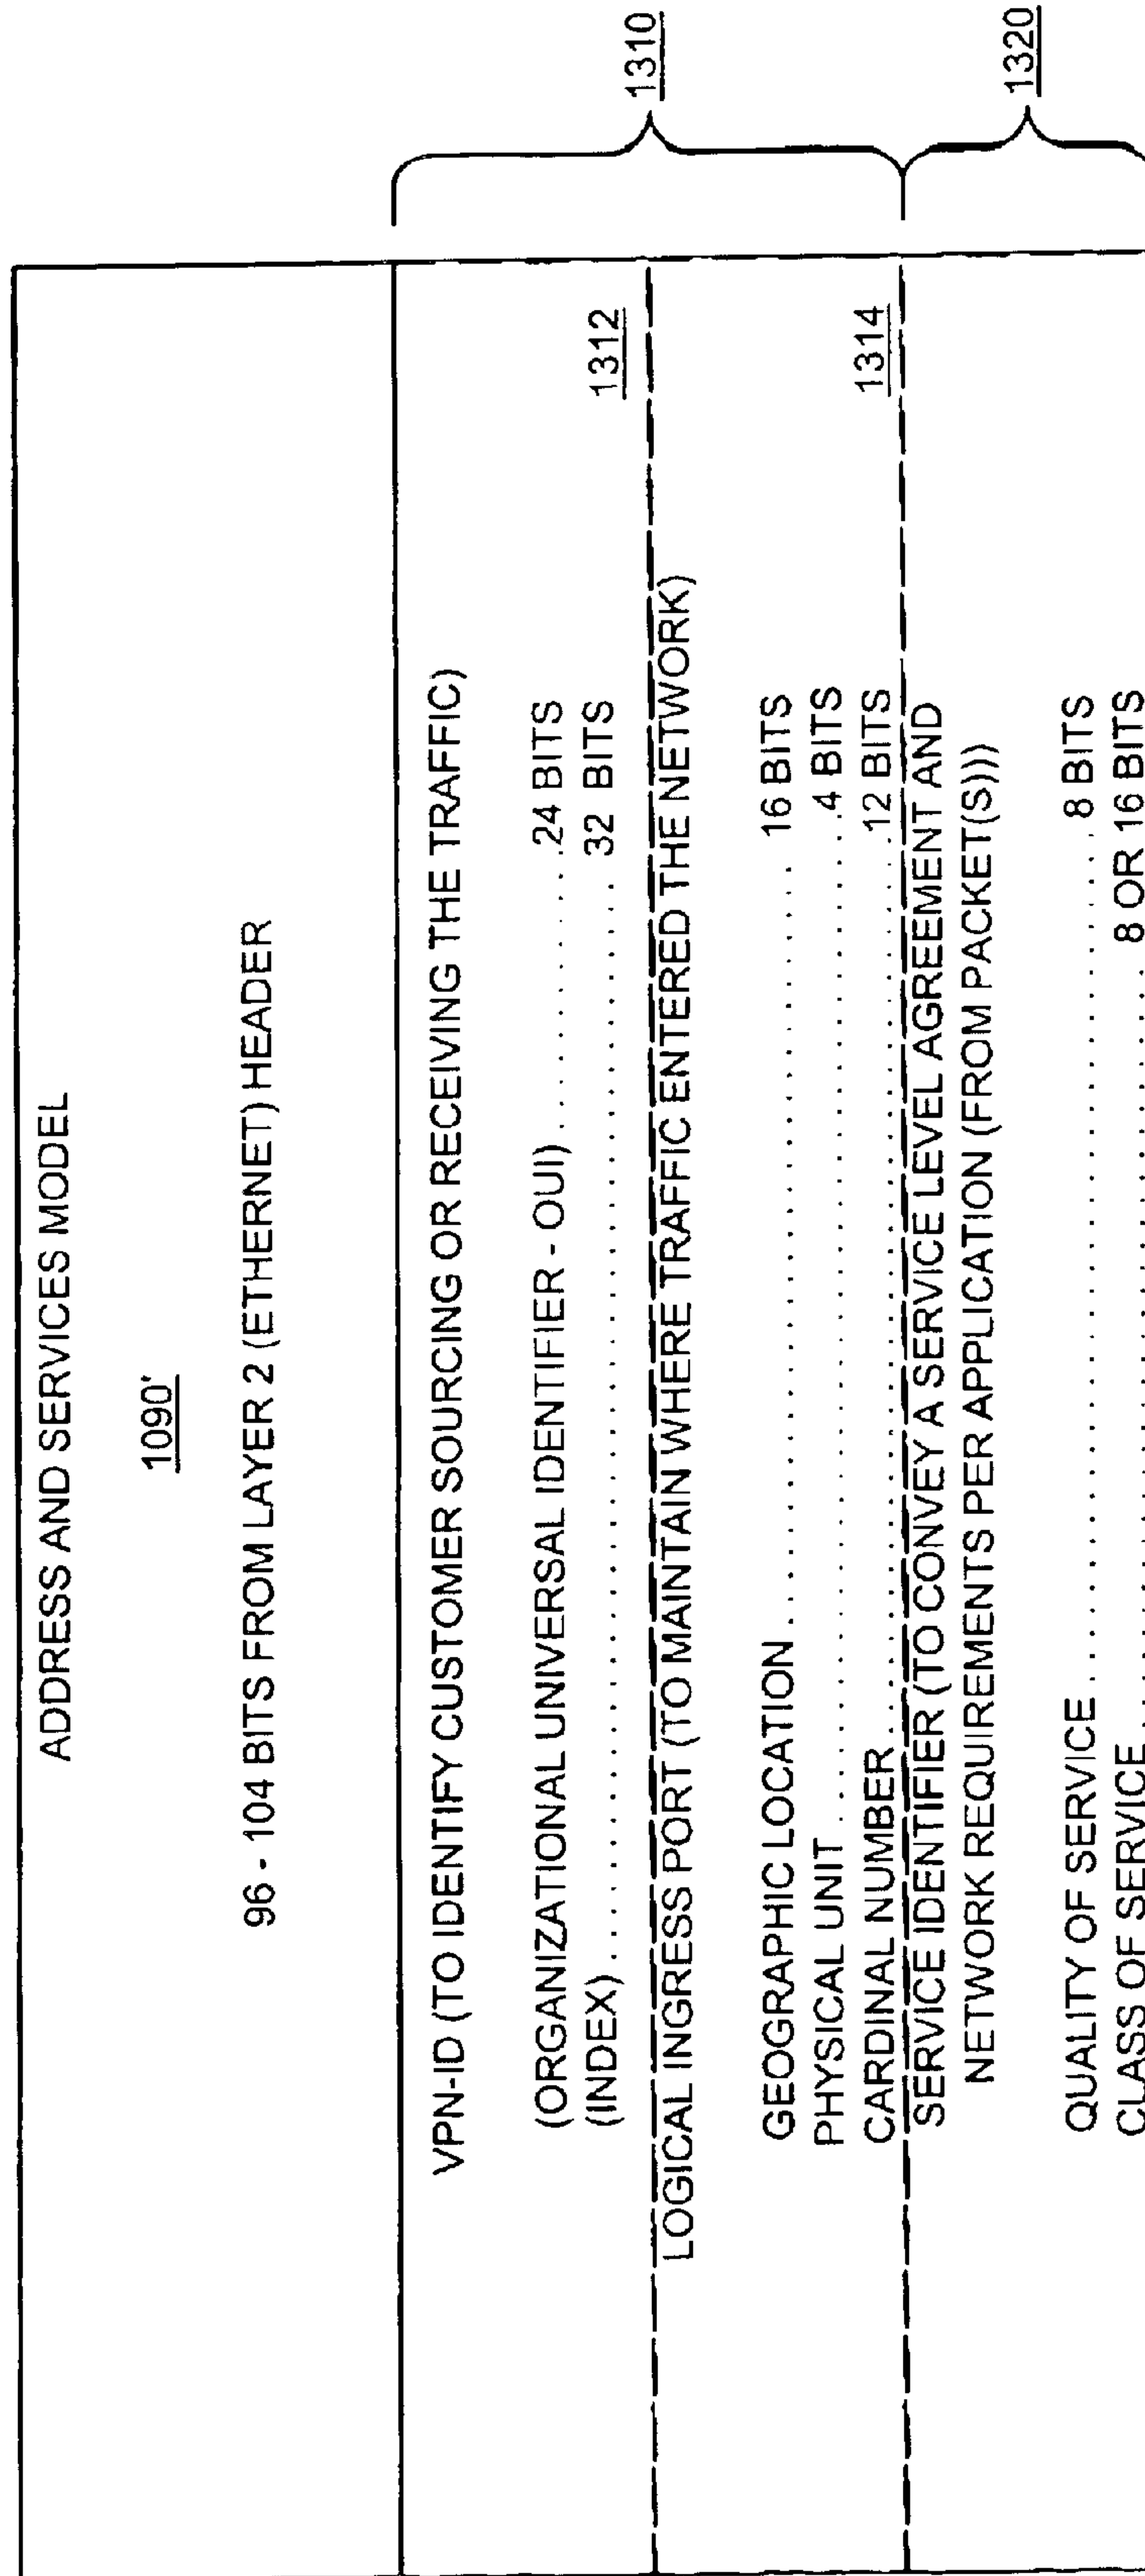 ADDRESS AND SERVICES MODEL
1090'
96 - 104 BITS FROM LAYER 2 (ETHERNET) HEADER
VPN-ID (TO IDENTIFY CUSTOMER SOURCING OR RECEIVING THE TRAFFIC)
(ORGANIZATIONAL UNIVERSAL IDENTIFIER - OUI) 24 BITS
(INDEX) 32 BITS
1312
LOGICAL INGRESS PORT (TO MAINTAIN WHERE TRAFFIC ENTERED THE NETWORK)
1310
GEOGRAPHIC LOCATION 16 BITS
PHYSICAL UNIT 4 BITS
CARDINAL NUMBER 12 BITS
1314
SERVICE IDENTIFIER (TO CONVEY A SERVICE LEVEL AGREEMENT AND
NETWORK REQUIREMENTS PER APPLICATION (FROM PACKET(S)))
1320
QUALITY OF SERVICE 8 BITS
CLASS OF SERVICE 8 OR 16 BITS